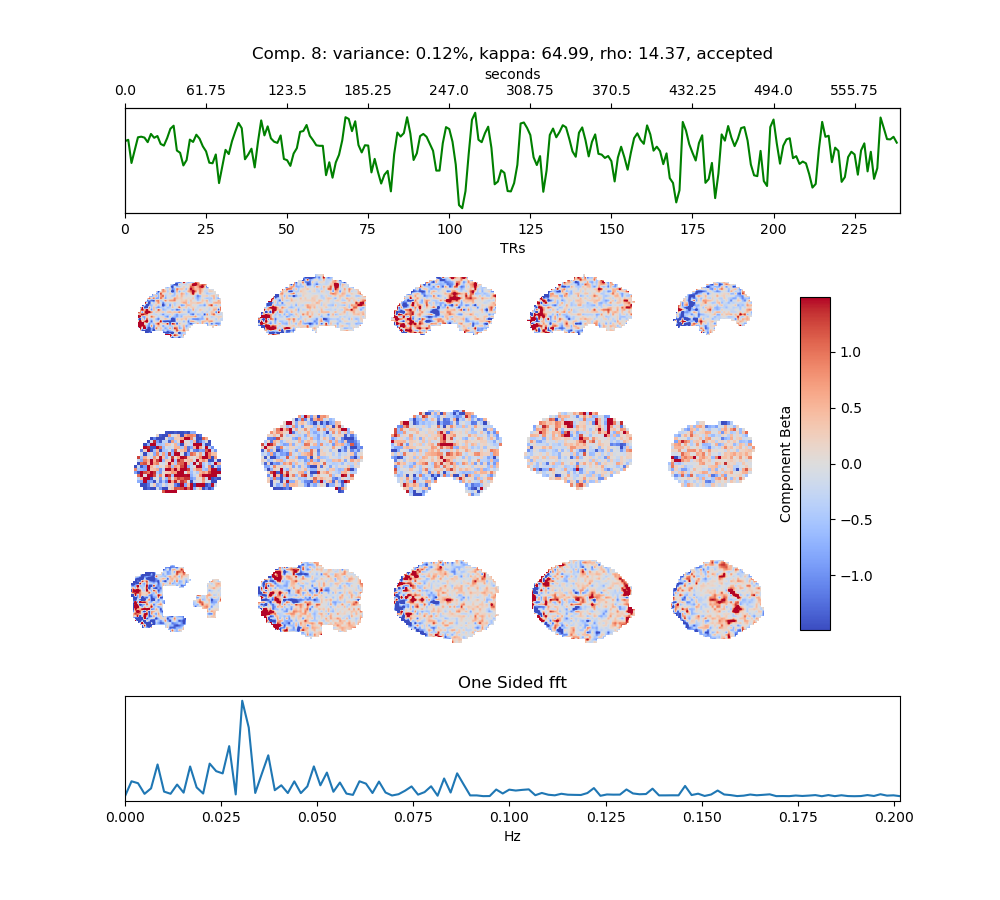 Comp. 8: variance: 0.12%, kappa: 64.99, rho: 14.37, accepted
seconds
0.0 61.75 123.5 185.25 247.0 308.75 370.5 432.25 494.0 555.75
0 25 50 75 100 125 150 175 200 225
TRs
1.0
0.5
0.0
−0.5
−1.0
Component Beta
One Sided fft
0.000 0.025 0.050 0.075 0.100 0.125 0.150 0.175 0.200
Hz